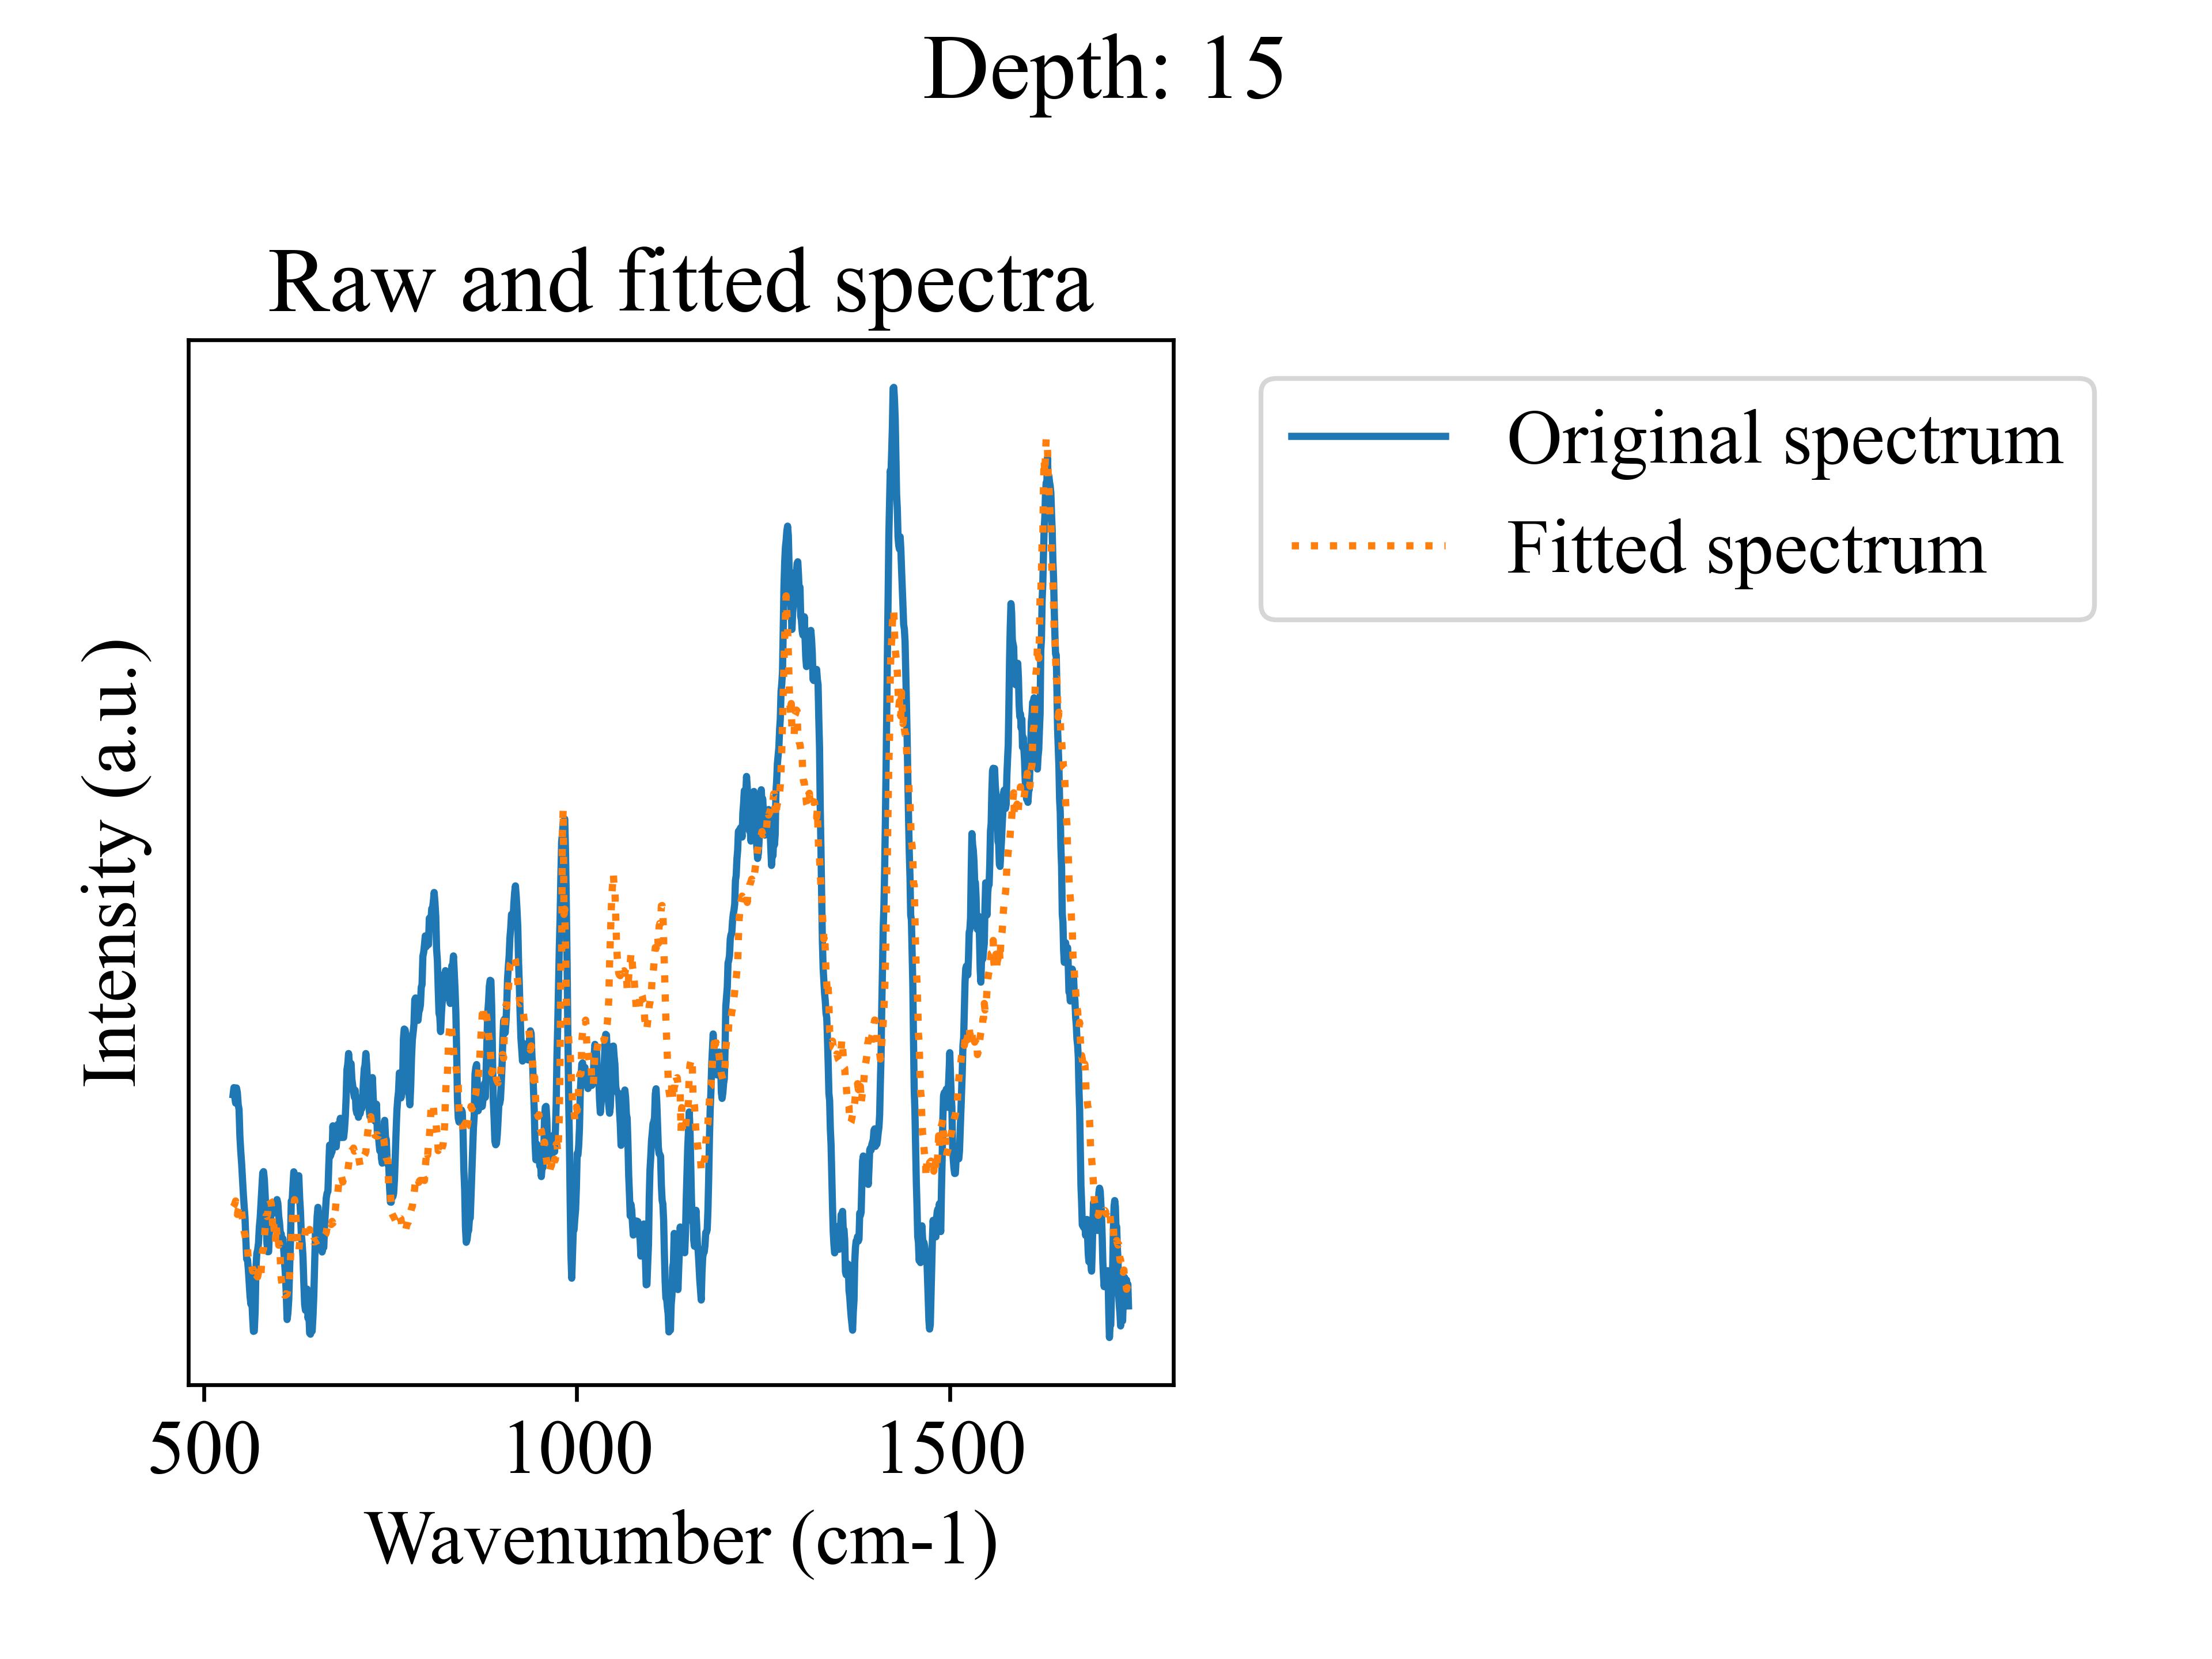 Depth: 15
Raw and fitted spectra
Original spectrum
Fitted spectrum
Intensity (a.u.)
500 1000 1500
Wavenumber (cm-1)